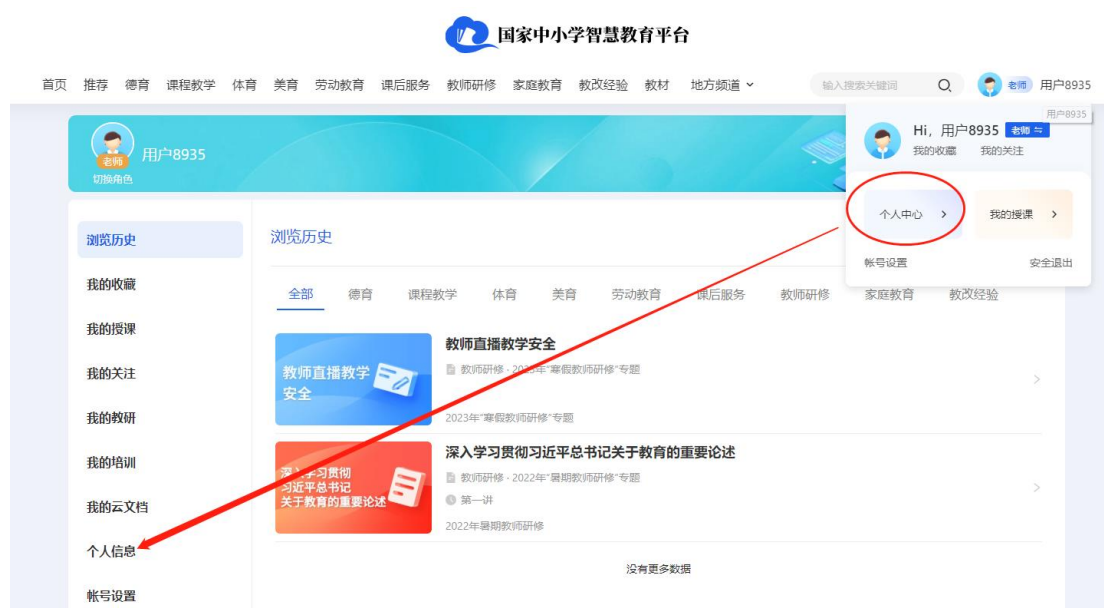 国家中小学智慧教育平台
首页 推荐 德育 课程教学 体育 美育 劳动教育 课后服务 教师研修 家庭教育 教改经验 教材 地方频道 输入搜索关键词 老师 用户8935
用户8935
Hi, 用户8935 老师
我的收藏 我的关注
老师
用户8935
切换角色
个人中心 我的授课
帐号设置 安全退出
浏览历史
我的收藏
我的授课
我的关注
我的教研
我的培训
我的云文档
个人信息
帐号设置
浏览历史
全部 德育 课程教学 体育 美育 劳动教育 课后服务 教师研修 家庭教育 教改经验
教师直播教学
安全
教师直播教学安全
教师研修 · 2023年"寒假教师研修"专题
2023年"寒假教师研修"专题
深入学习贯彻
习近平总书记
关于教育的重要论述
深入学习贯彻习近平总书记关于教育的重要论述
教师研修 · 2022年"暑期教师研修"专题
第一讲
2022年暑期教师研修
没有更多数据